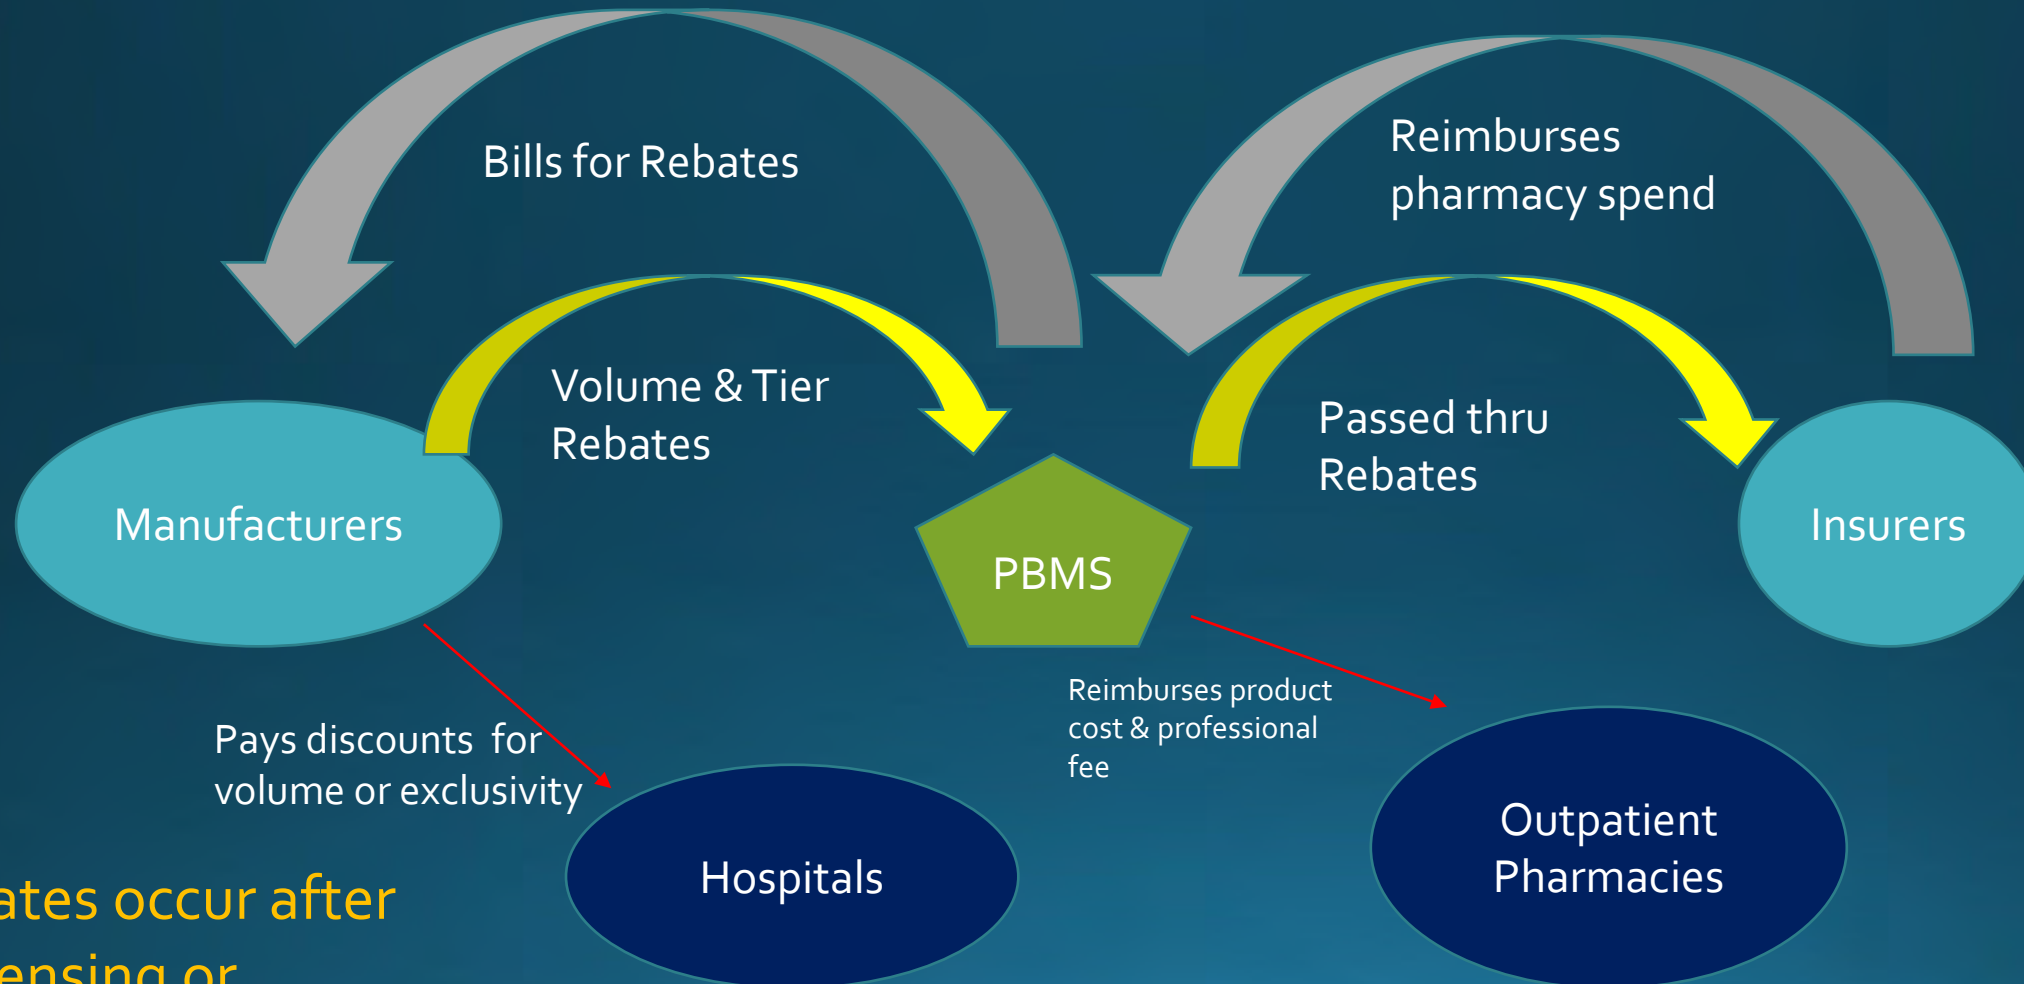 Bills for Rebates
Reimburses
pharmacy spend
Volume & Tier
Rebates
Passed thru
Rebates
Manufacturers
PBMS
Insurers
Reimburses product
cost & professional
fee
Pays discounts for
volume or exclusivity
Hospitals
Outpatient
Pharmacies
occur after
or